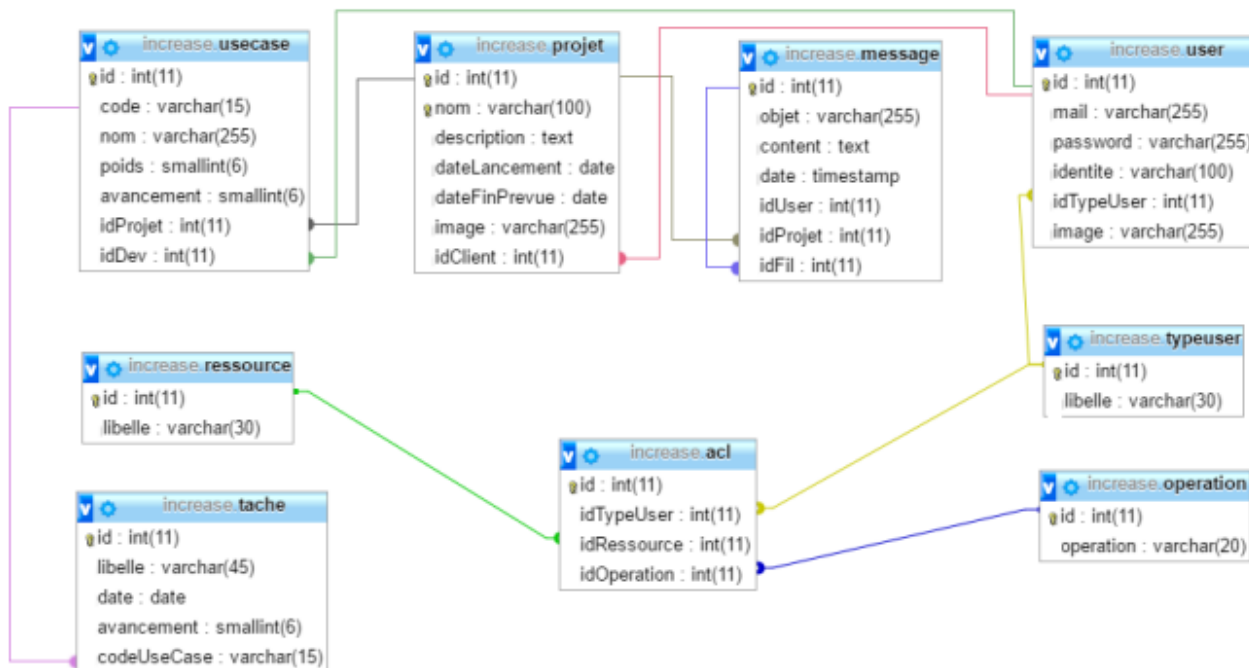 increase.usecase
id : int(11)
code : varchar(15)
nom : varchar(255)
poids : smallint(6)
avancement : smallint(6)
idProjet : int(11)
idDev : int(11)
increase.projet
id : int(11)
nom : varchar(100)
description : text
dateLancement : date
dateFinPrevue : date
image : varchar(255)
idClient : int(11)
increase.message
id : int(11)
objet : varchar(255)
content : text
date : timestamp
idUser : int(11)
idProjet : int(11)
idFil : int(11)
increase.user
id : int(11)
mail : varchar(255)
password : varchar(255)
identite : varchar(100)
idTypeUser : int(11)
image : varchar(255)
increase.ressource
id : int(11)
libelle : varchar(30)
increase.typeuser
id : int(11)
libelle : varchar(30)
increase.acl
id : int(11)
idTypeUser : int(11)
idRessource : int(11)
idOperation : int(11)
increase.operation
id : int(11)
operation : varchar(20)
increase.tache
id : int(11)
libelle : varchar(45)
date : date
avancement : smallint(6)
codeUseCase : varchar(15)